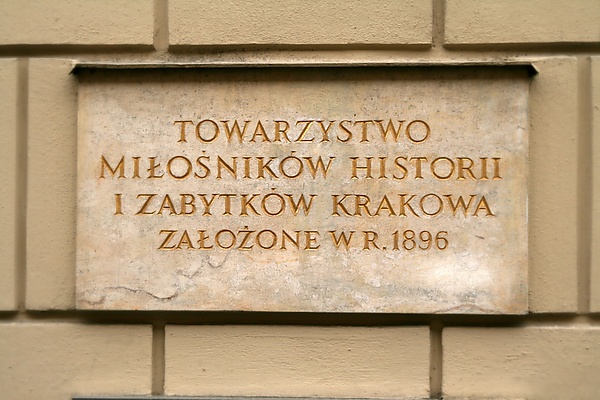 TOWARZYSTWO
MIŁOŚNIKÓW HISTORII
I ZABYTKÓW KRAKOWA
ZAŁOŻONE W R. 1896